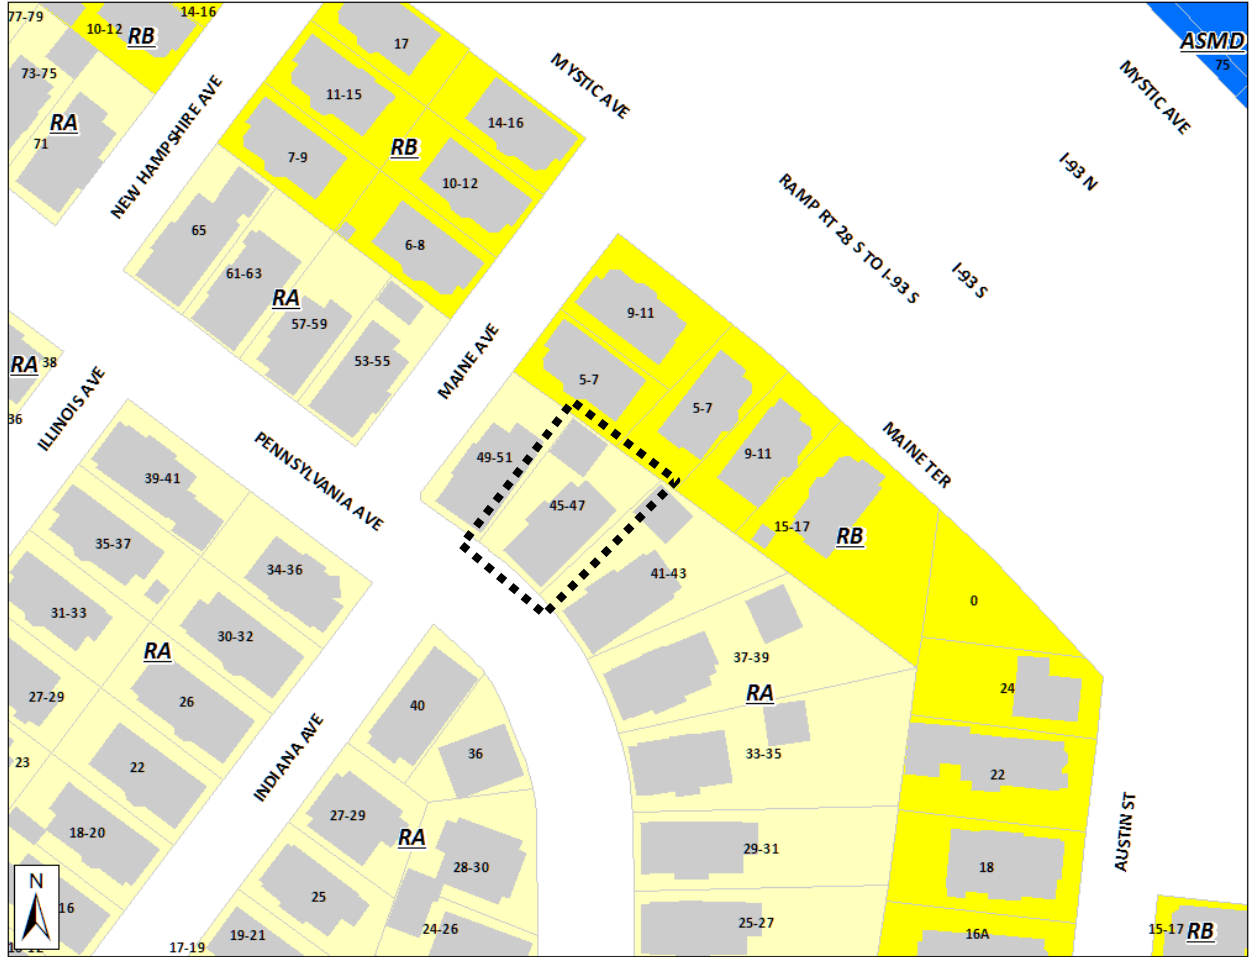 77-79
10-12
RB
14-16
73-75
RA
71
NEW HAMPSHIRE AVE
17
11-15
7-9
RB
14-16
10-12
6-8
MYSTIC AVE
ASMD
75
MYSTIC AVE
I-93 N
RAMP RT 28 S TO I-93 S
I-93 S
65
61-63
RA
57-59
53-55
MAINE AVE
9-11
5-7
5-7
9-11
15-17
RB
MAINE TER
RA
38
36
ILLINOIS AVE
PENNSYLVANIA AVE
49-51
45-47
41-43
37-39
RA
33-35
29-31
25-27
0
24
22
18
16A
AUSTIN ST
15-17
RB
39-41
35-37
34-36
31-33
30-32
RA
27-29
26
23
22
18-20
INDIANA AVE
40
36
27-29
RA
28-30
25
24-26
19-21
17-19
16
N